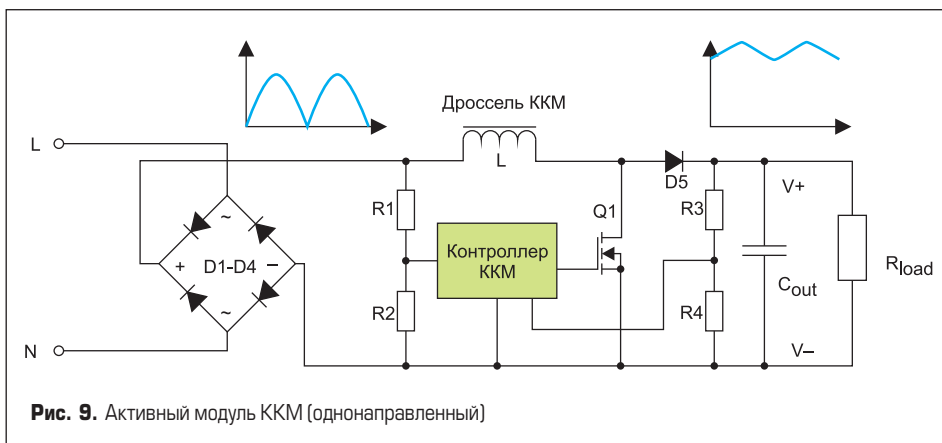 Дроссель ККМ
L
L
D5
V+
R1
Q1
R3
~
+
D1-D4
–
~
Контроллер
ККМ
Cout
Rload
R2
R4
N
V–
Рис. 9. Активный модуль ККМ (однонаправленный)